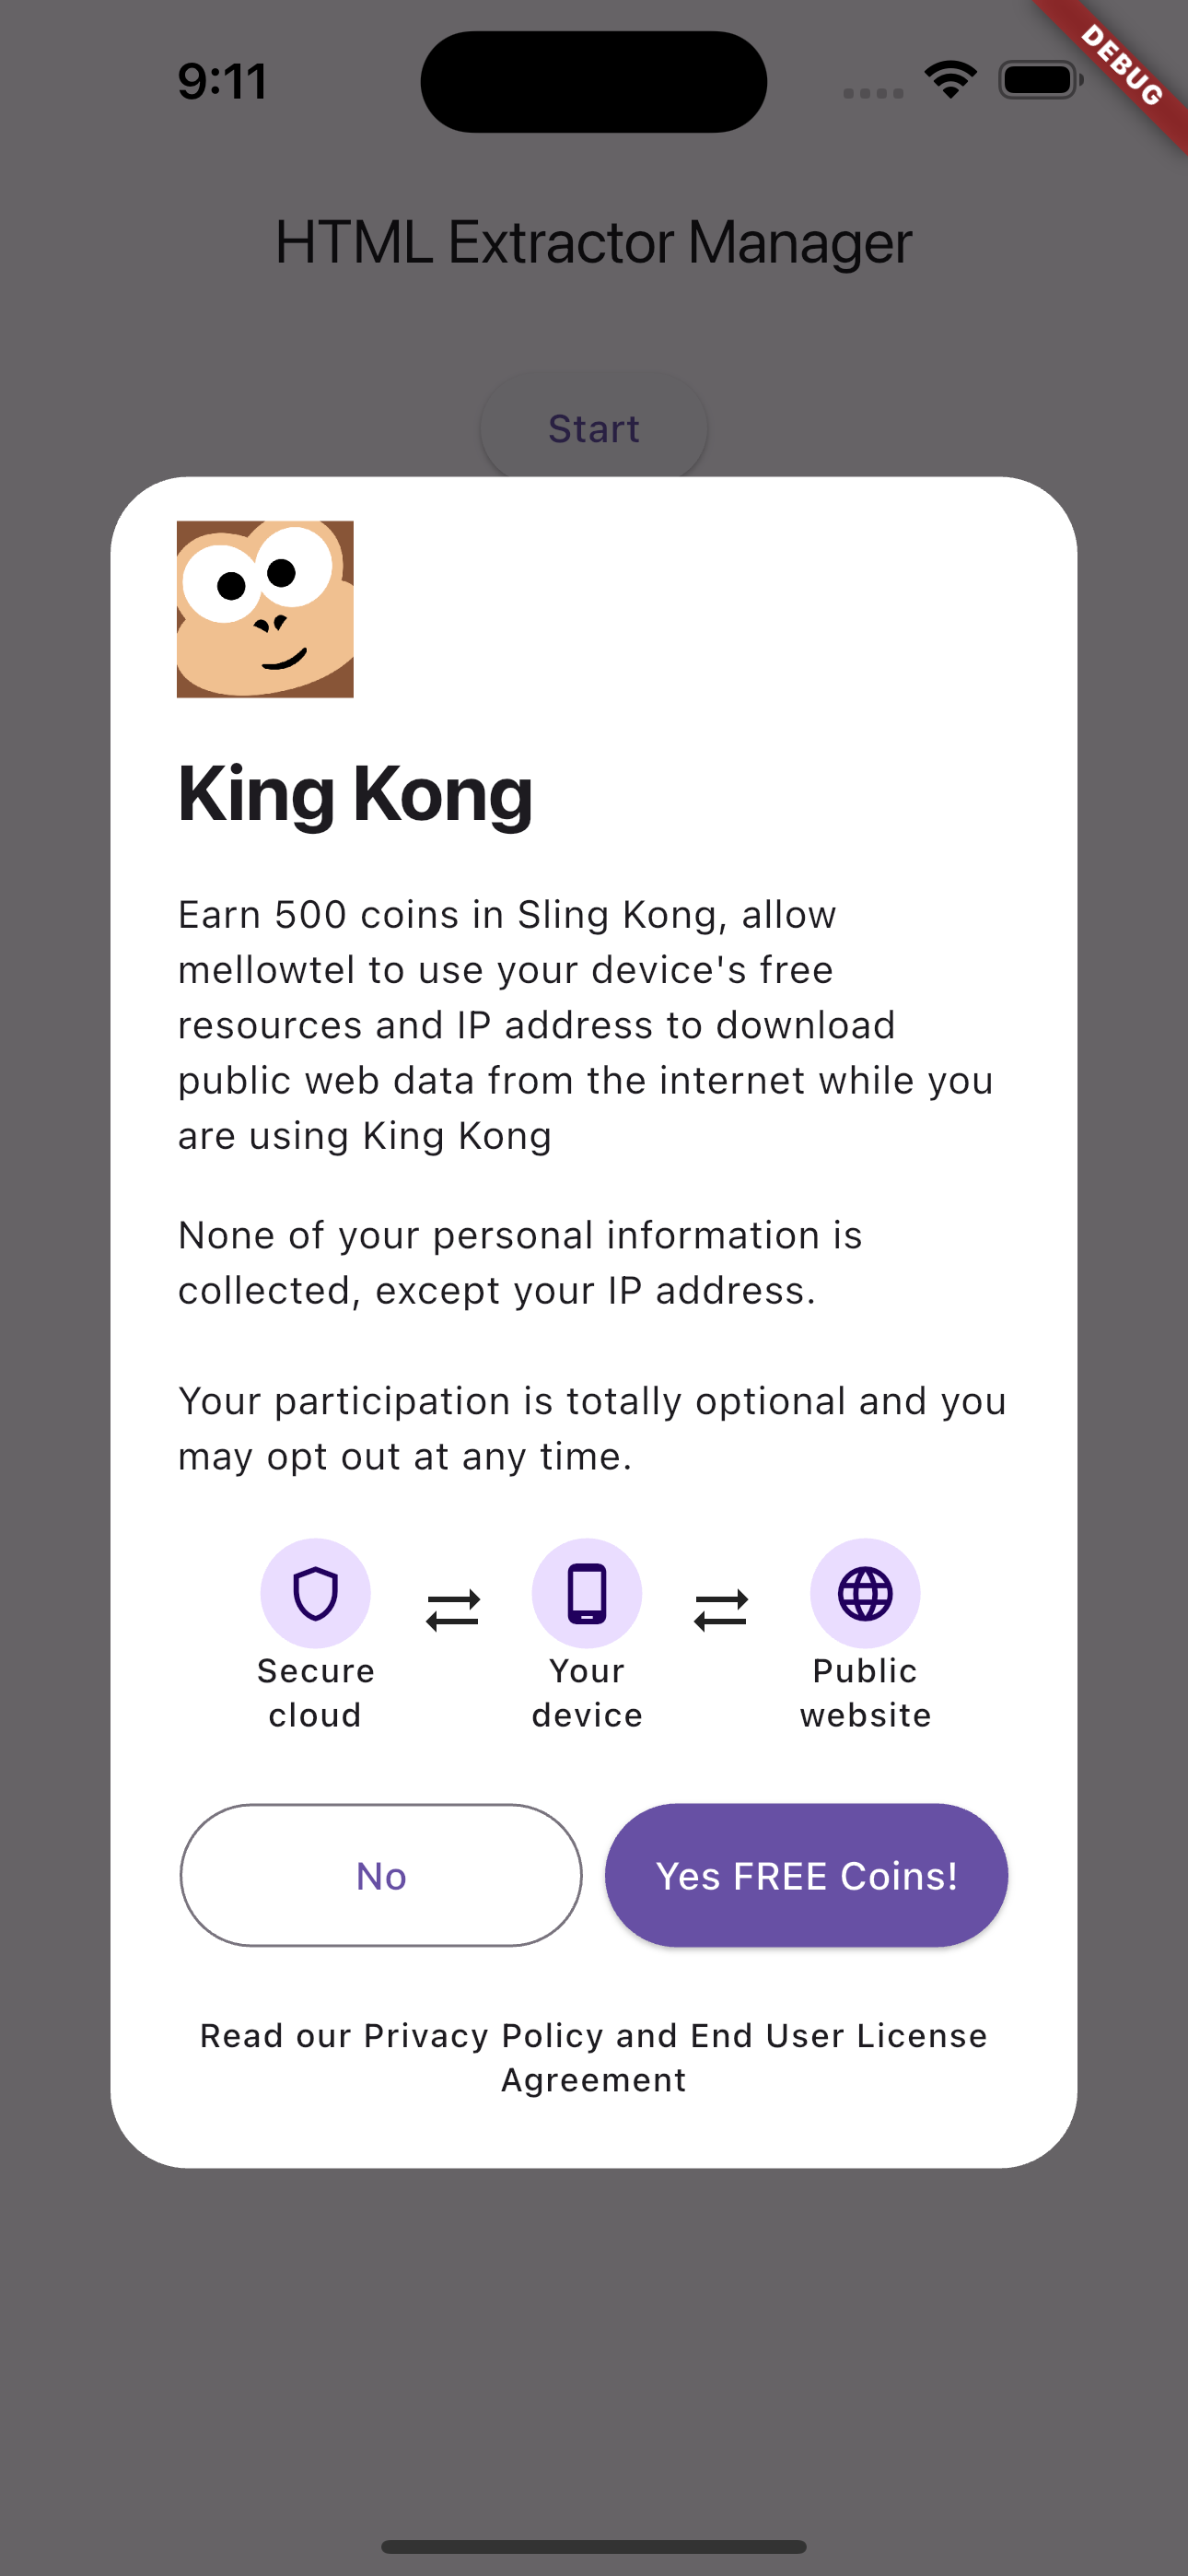 9:11
DEBUG
HTML Extractor Manager
Start
King Kong
Earn 500 coins in Sling Kong, allow
mellowtel to use your device's free
resources and IP address to download
public web data from the internet while you
are using King Kong
None of your personal information is
collected, except your IP address.
Your participation is totally optional and you
may opt out at any time.
Secure
cloud
Your
device
Public
website
No
Yes FREE Coins!
Read our Privacy Policy and End User License
Agreement